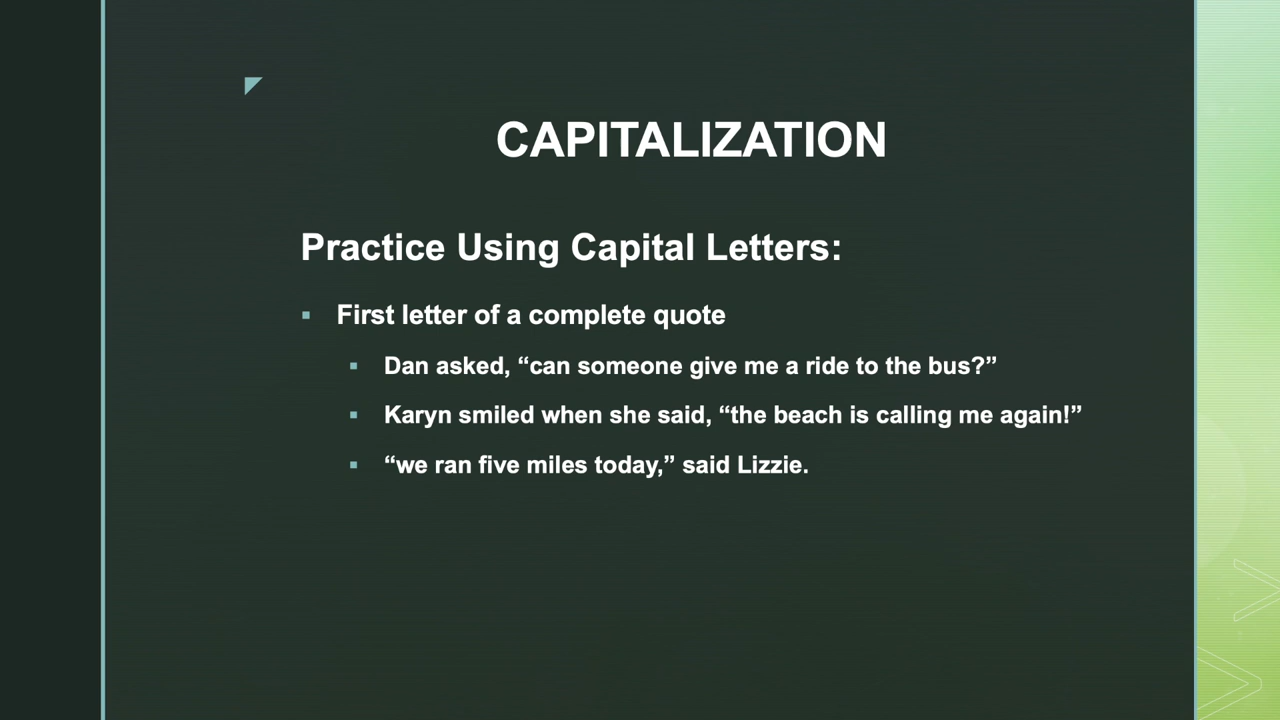 CAPITALIZATION
Practice Using Capital Letters:
▪ First letter of a complete quote
▪ Dan asked, “can someone give me a ride to the bus?”
▪ Karyn smiled when she said, “the beach is calling me again!”
▪ “we ran five miles today,” said Lizzie.